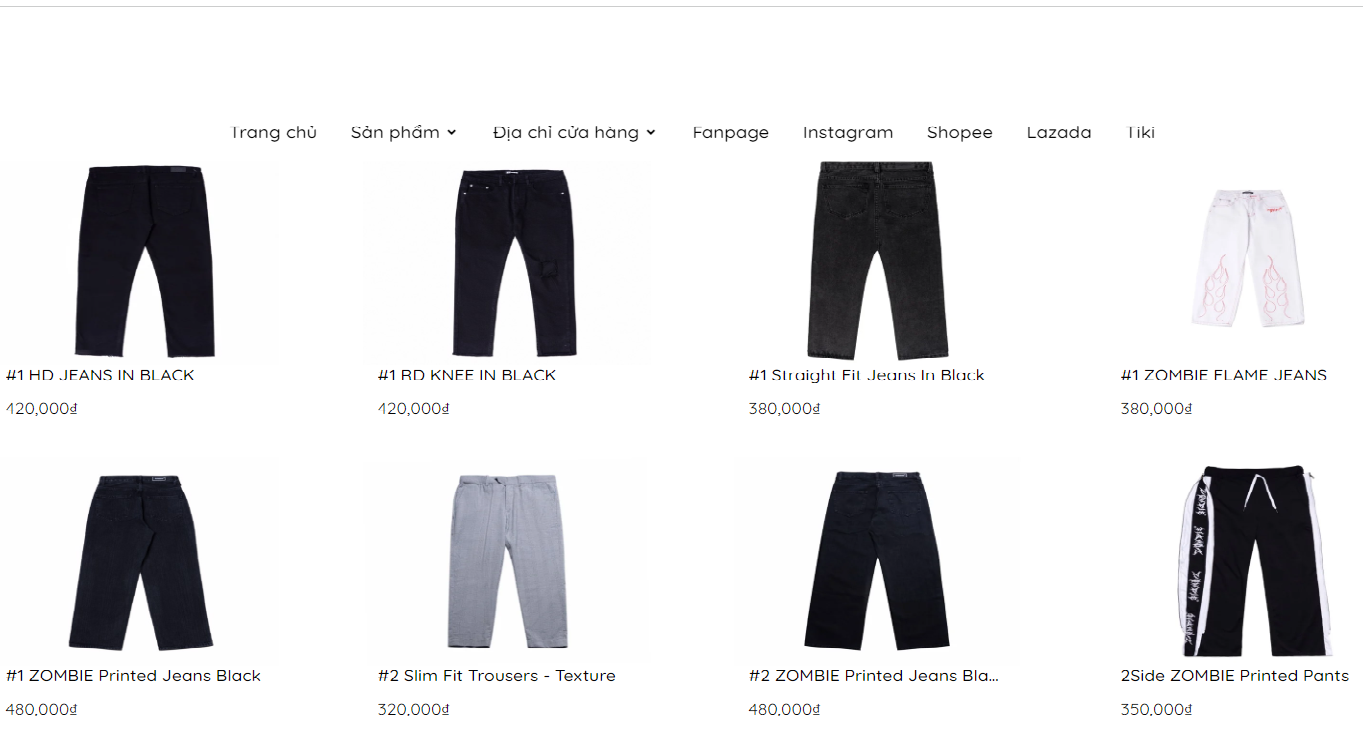 Trang chủ Sản phẩm Địa chỉ cửa hàng Fanpage Instagram Shopee Lazada Tiki
#1 HD JEANS IN BLACK #1 RD KNEE IN BLACK #1 Straight Fit Jeans In Black #1 ZOMBIE FLAME JEANS
420,000₫ 420,000₫ 380,000₫ 380,000₫
#1 ZOMBIE Printed Jeans Black #2 Slim Fit Trousers - Texture #2 ZOMBIE Printed Jeans Bla... 2Side ZOMBIE Printed Pants
480,000₫ 320,000₫ 480,000₫ 350,000₫